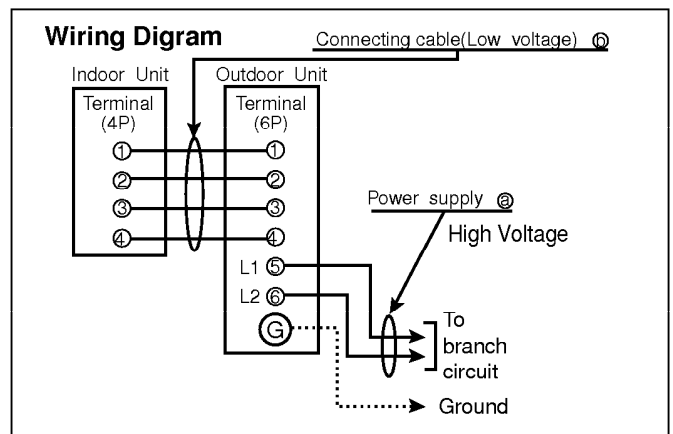 Wiring Digram
Connecting cable(Low voltage) ⓑ
Indoor Unit
Outdoor Unit
Terminal
(4P)
Terminal
(6P)
① ①
② ②
③ ③
④ ④
L1 ⑤
L2 ⑥
Ⓖ
Power supply ⓐ
High Voltage
To
branch
circuit
Ground